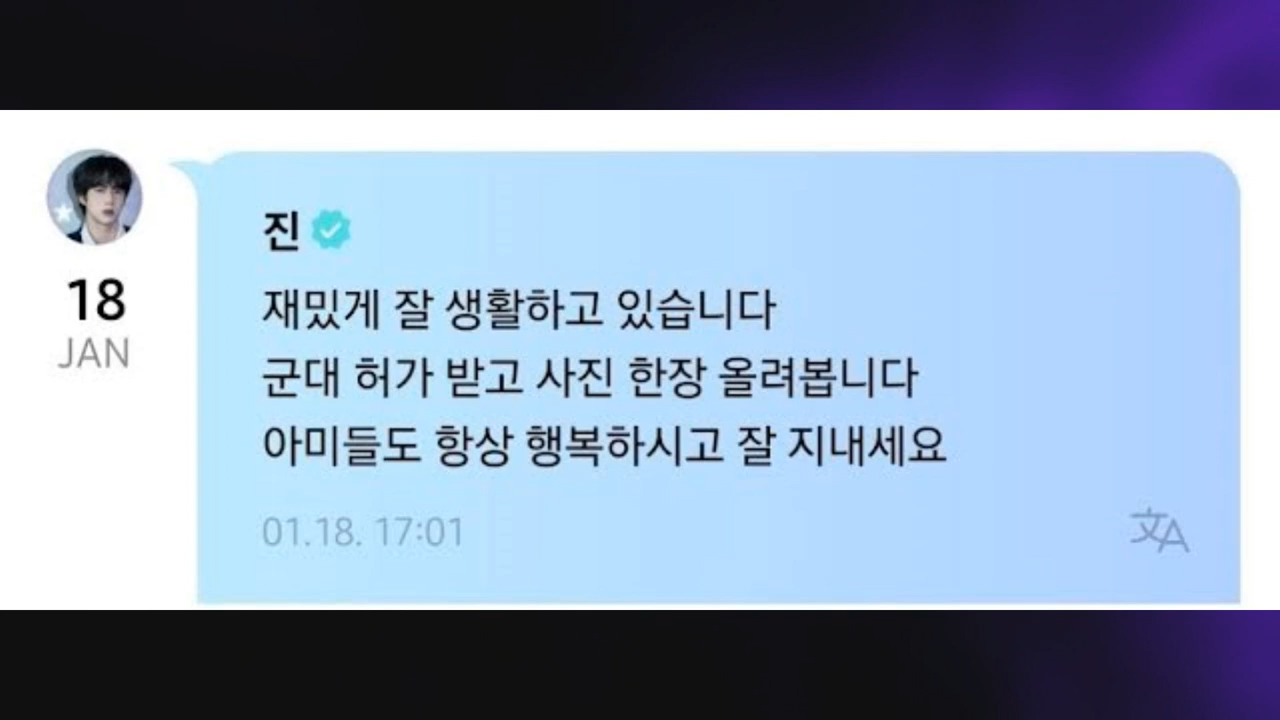 진
18
JAN
재밌게 잘 생활하고 있습니다
군대 허가 받고 사진 한장 올려봅니다
아미들도 항상 행복하시고 잘 지내세요
01.18. 17:01
文A